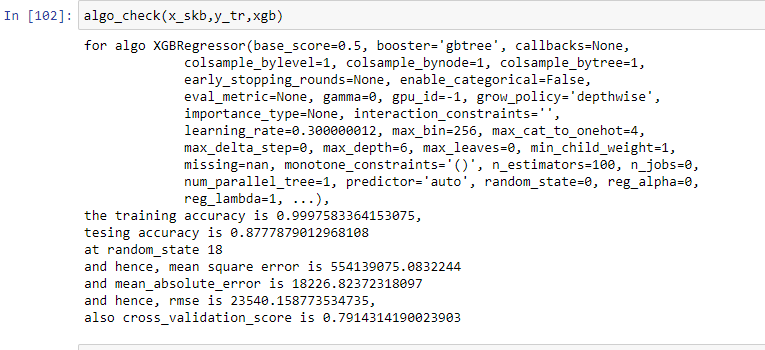 In [102]: algo_check(x_skb,y_tr,xgb)
for algo XGBRegressor(base_score=0.5, booster='gbtree', callbacks=None,
colsample_bylevel=1, colsample_bynode=1, colsample_bytree=1,
early_stopping_rounds=None, enable_categorical=False,
eval_metric=None, gamma=0, gpu_id=-1, grow_policy='depthwise',
importance_type=None, interaction_constraints='',
learning_rate=0.300000012, max_bin=256, max_cat_to_onehot=4,
max_delta_step=0, max_depth=6, max_leaves=0, min_child_weight=1,
missing=nan, monotone_constraints='()', n_estimators=100, n_jobs=0,
num_parallel_tree=1, predictor='auto', random_state=0, reg_alpha=0,
reg_lambda=1, ...),
the training accuracy is 0.9997583364153075,
tesing accuracy is 0.8777879012968108
at random_state 18
and hence, mean square error is 554139075.0832244
and mean_absolute_error is 18226.82372318097
and hence, rmse is 23540.158773534735,
also cross_validation_score is 0.7914314190023903